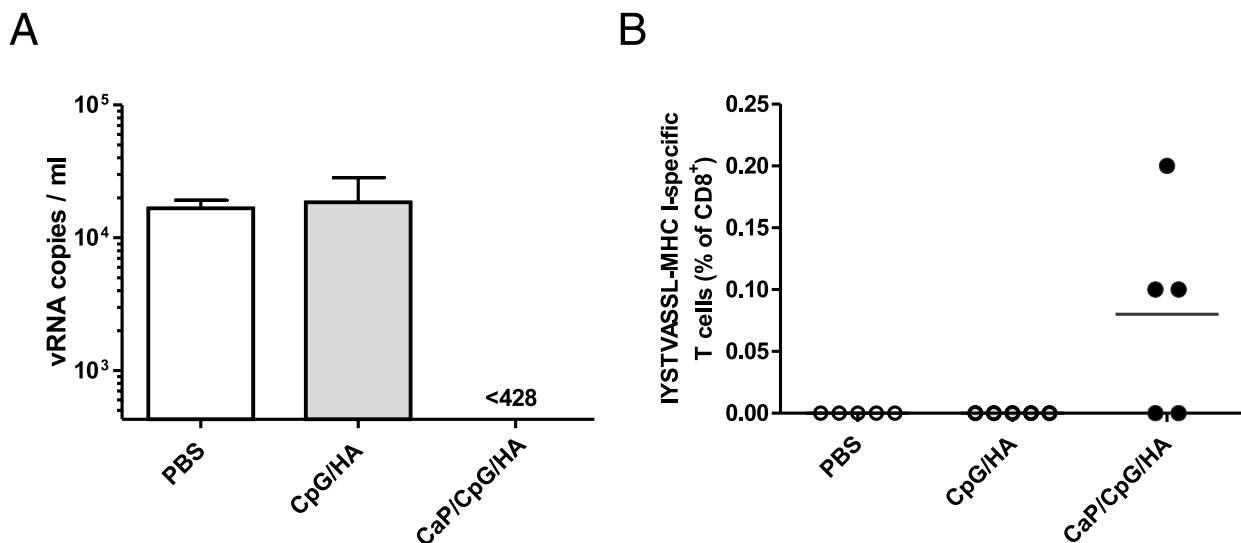 A
B
vRNA copies / ml
10⁵
10⁴
10³
<428
PBS
CpG/HA
CaP/CpG/HA
IYSTVASSL-MHC I-specific
T cells (% of CD8⁺)
0.25
0.20
0.15
0.10
0.05
0.00
PBS
CpG/HA
CaP/CpG/HA